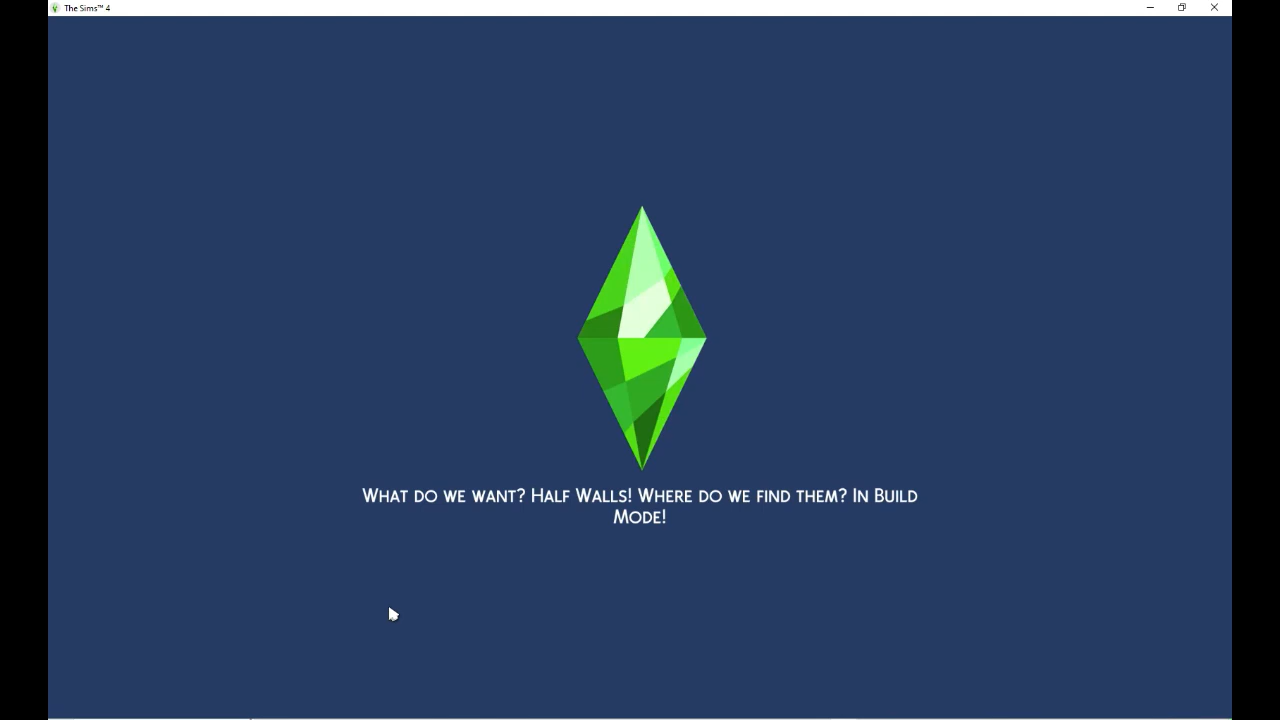 The Sims™ 4
What do we want? Half Walls! Where do we find them? In Build
Mode!